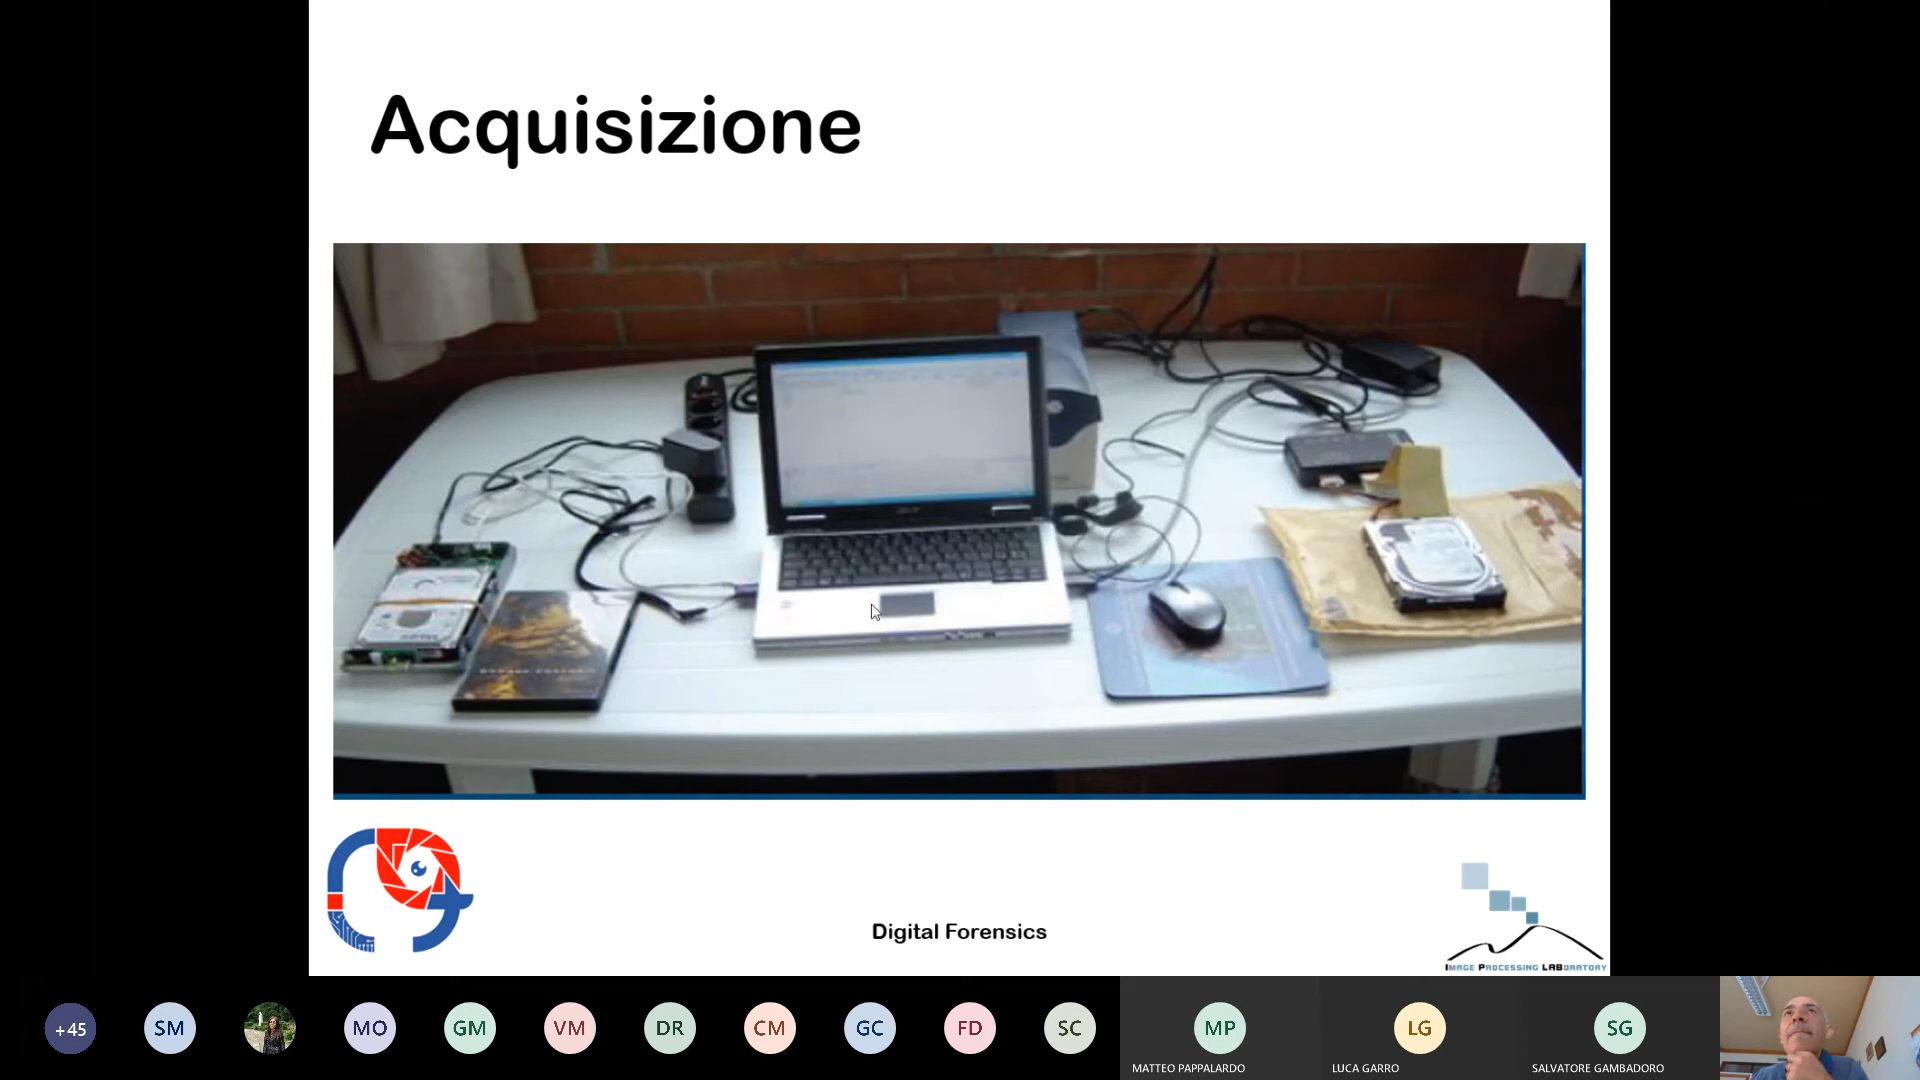 Acquisizione
Digital Forensics
IMAGE PROCESSING LABORATORY
+45
SM
MO
GM
VM
DR
CM
GC
FD
SC
MP
LG
SG
MATTEO PAPPALARDO
LUCA GARRO
SALVATORE GAMBADORO